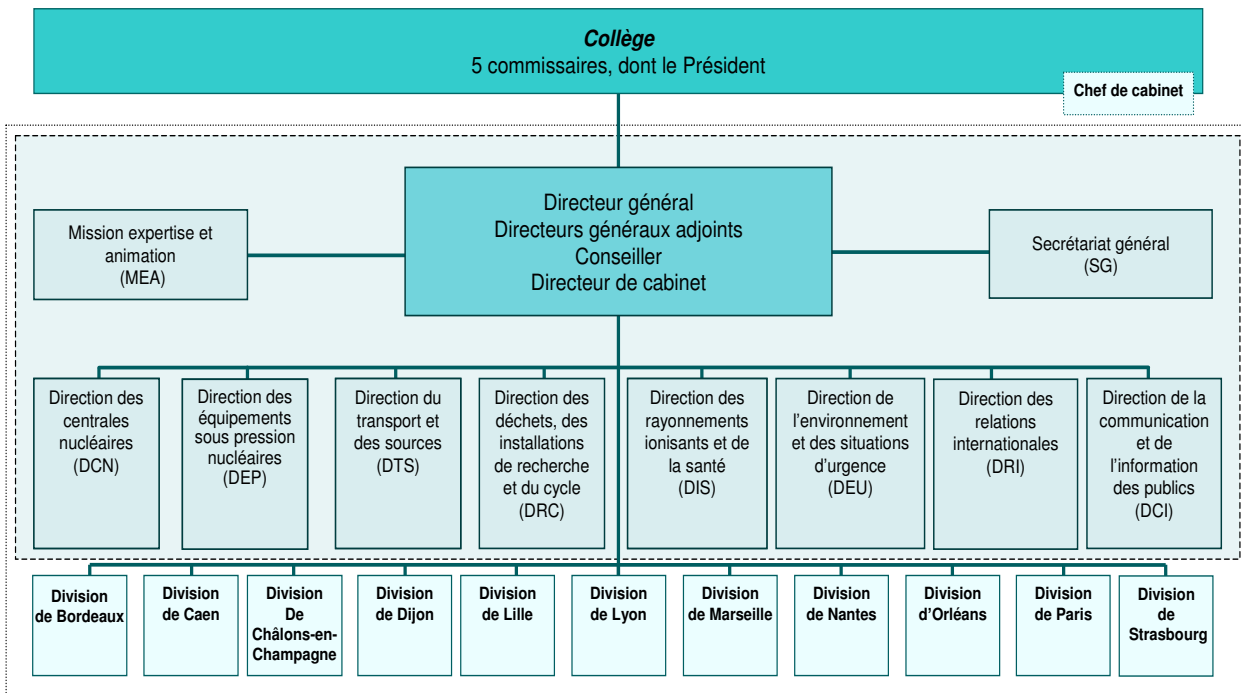 Collège
5 commissaires, dont le Président
Chef de cabinet
Directeur général
Directeurs généraux adjoints
Conseiller
Directeur de cabinet
Mission expertise et
animation
(MEA)
Secrétariat général
(SG)
Direction des
centrales
nucléaires
(DCN)
Direction des
équipements
sous pression
nucléaires
(DEP)
Direction du
transport et
des sources
(DTS)
Direction des
déchets, des
installations
de recherche
et du cycle
(DRC)
Direction des
rayonnements
ionisants et de
la santé
(DIS)
Direction de
l'environnement
et des situations
d'urgence
(DEU)
Direction des
relations
internationales
(DRI)
Direction de la
communication
et de
l'information
des publics
(DCI)
Division
de Bordeaux
Division
de Caen
Division
De
Châlons-en-
Champagne
Division
de Dijon
Division
de Lille
Division
de Lyon
Division
de Marseille
Division
de Nantes
Division
d'Orléans
Division
de Paris
Division
de
Strasbourg